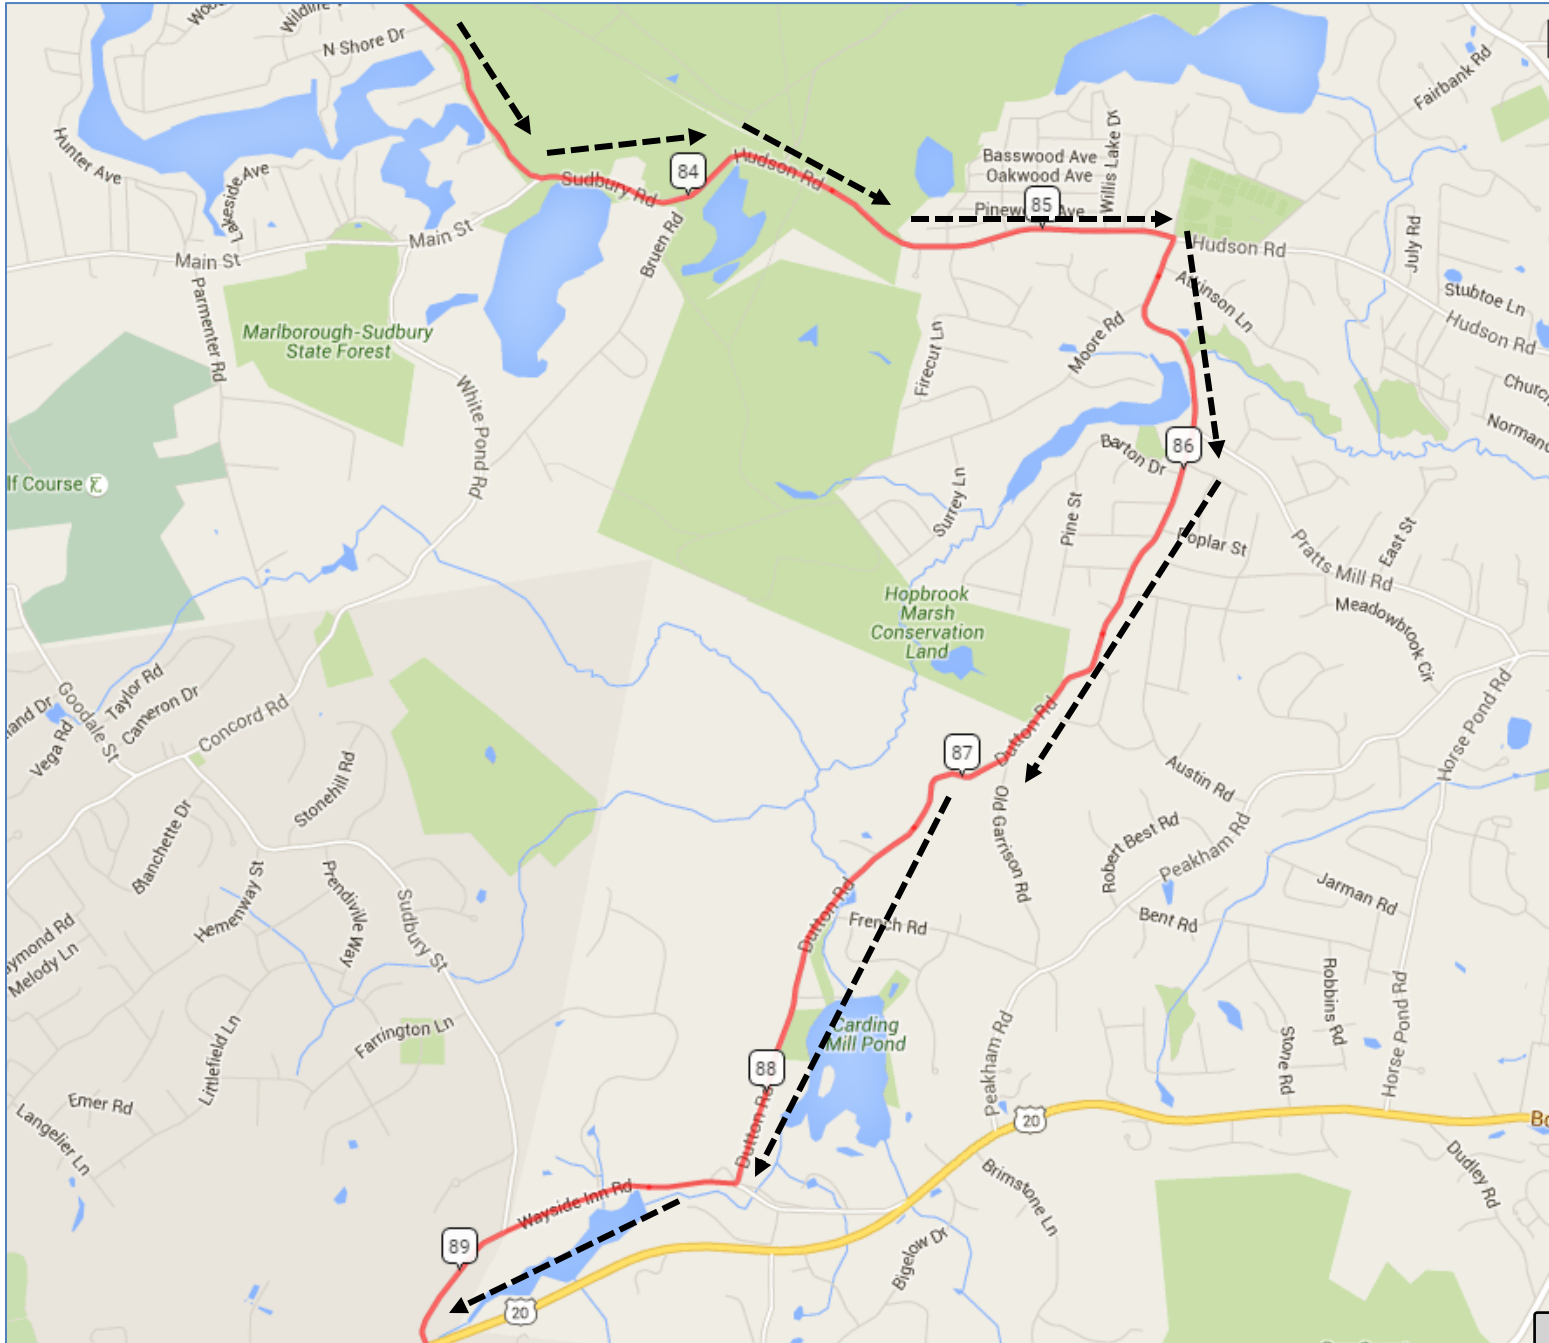 Wildlife
N Shore Dr
Fairbank Rd
Hunter Ave
Lakeside Ave
Basswood Ave
Oakwood Ave
Willis Lake Dr
84
Hudson Rd
Sudbury Rd
85
Main St
Main St
Bruen Rd
Hudson Rd
July Rd
Parmenter Rd
Atkinson Ln
Stubtoe Ln
Hudson Rd
Marlborough-Sudbury
State Forest
Moore Rd
Firecut Ln
White Pond Rd
Church
86
Barton Dr
lf Course
Surrey Ln
Pine St
Poplar St
East St
Pratts Mill Rd
Hopbrook
Marsh
Conservation
Land
Meadowbrook Cir
Taylor Rd
Cameron Dr
Goodale St
Vega Rd
Concord Rd
land Dr
Horse Pond Rd
Dutton Rd
87
Stonehill Rd
Austin Rd
Blanchette Dr
Old Garrison Rd
Robert Best Rd
Peakham Rd
Hemenway St
Prendiville Way
Sudbury St
Dutton Rd
French Rd
Jarman Rd
Bent Rd
aymond Rd
Melody Ln
Robbins Rd
Horse Pond Rd
Farrington Ln
Littlefield Ln
Carding
Mill Pond
Stone Rd
Peakham Rd
88
Emer Rd
Langelier Ln
20
Bo
Dutton Rd
Dudley Rd
Brimstone Ln
Wayside Inn Rd
89
Bigelow Dr
20